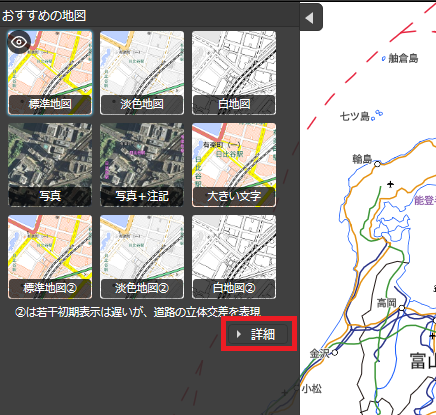 おすすめの地図
標準地図
淡色地図
白地図
写真
写真+注記
大きい文字
有楽町(一)
日比谷
標準地図②
淡色地図②
白地図②
②は若干初期表示は遅いが、道路の立体交差を表現
詳細
舳倉島
七ツ島
輪島
能登
高岡
金沢
富山
小松